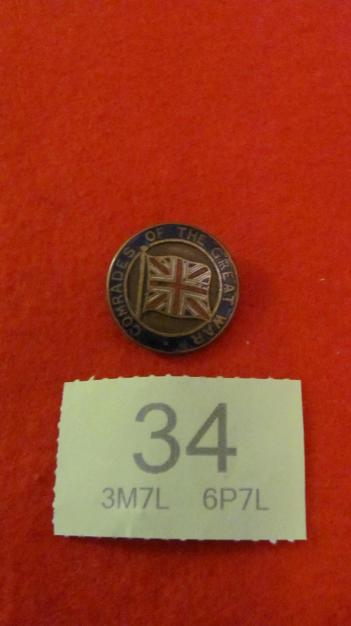 COMRADES OF THE GREAT WAR
34
3M7L 6P7L